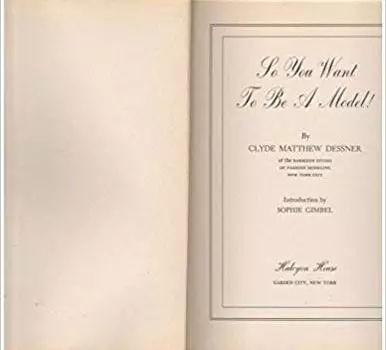 So You Want
To Be A Model!
By
CLYDE MATTHEW DESSNER
of the BARBIZON STUDIO
OF FASHION MODELING,
NEW YORK CITY
Introduction by
SOPHIE GIMBEL
Halcyon House
GARDEN CITY, NEW YORK